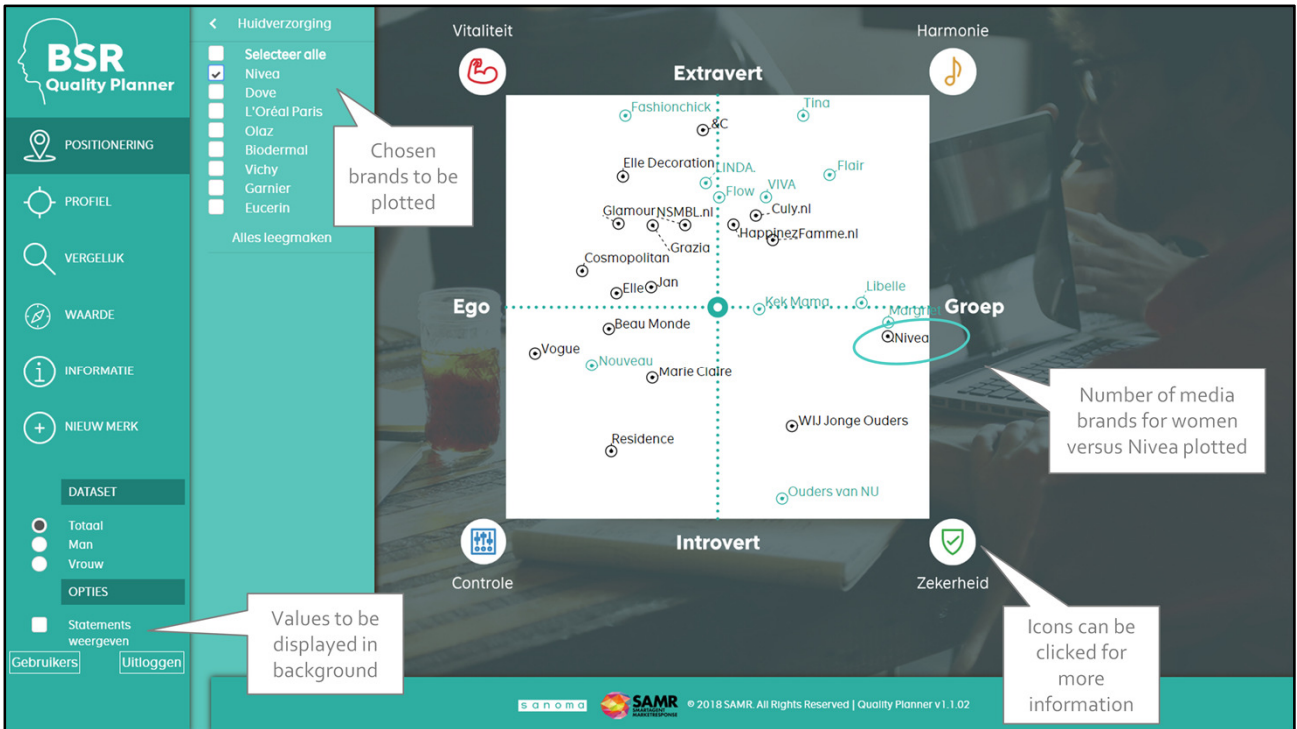 BSR
Quality Planner
POSITIONERING
PROFIEL
VERGELIJK
WAARDE
INFORMATIE
NIEUW MERK
DATASET
Totaal
Man
Vrouw
OPTIES
Statements
weergeven
Gebruikers
Uitloggen
Huidverzorging
Selecteer alle
Nivea
Dove
L'Oréal Paris
Olaz
Biodermal
Vichy
Garnier
Eucerin
Alles leegmaken
Chosen
brands to be
plotted
Values to be
displayed in
background
Vitaliteit
Harmonie
Extravert
Fashionchick
Tina
&C
Elle Decoration
LINDA.
Flair
Flow
VIVA
Glamour
NSMBL.nl
Culy.nl
Grazia
Happinez
Famme.nl
Cosmopolitan
Elle
Jan
Libelle
Ego
Kek Mama
Groep
Margriet
Beau Monde
Nivea
Vogue
Nouveau
Marie Claire
WIJ Jonge Ouders
Residence
Ouders van NU
Introvert
Controle
Zekerheid
Number of media
brands for women
versus Nivea plotted
Icons can be
clicked for
more
information
sanoma
SAMR
SMARTAGENT
MARKETRESPONSE
© 2018 SAMR. All Rights Reserved | Quality Planner v1.1.02